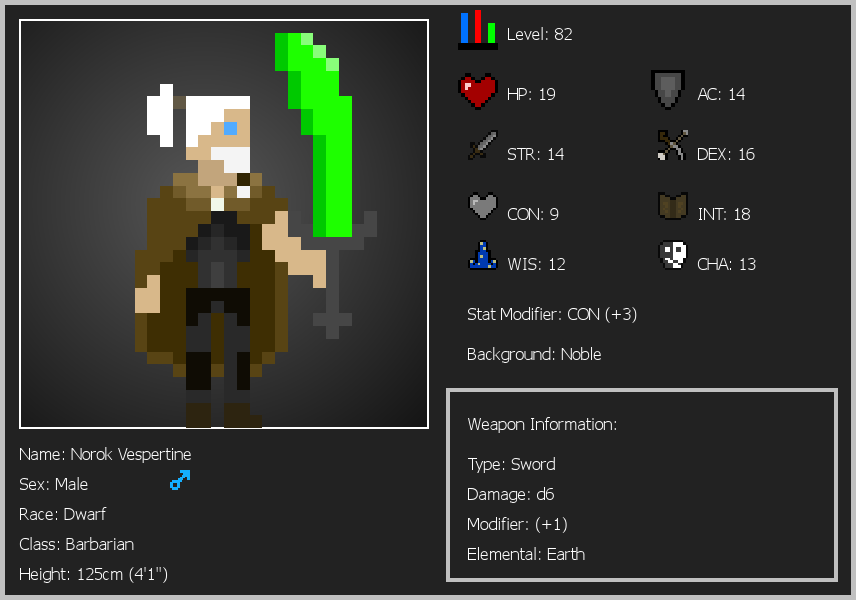 Level: 82
HP: 19
AC: 14
STR: 14
DEX: 16
CON: 9
INT: 18
WIS: 12
CHA: 13
Stat Modifier: CON (+3)
Background: Noble
Weapon Information:
Type: Sword
Damage: d6
Modifier: (+1)
Elemental: Earth
Name: Norok Vespertine
Sex: Male
Race: Dwarf
Class: Barbarian
Height: 125cm (4'1")